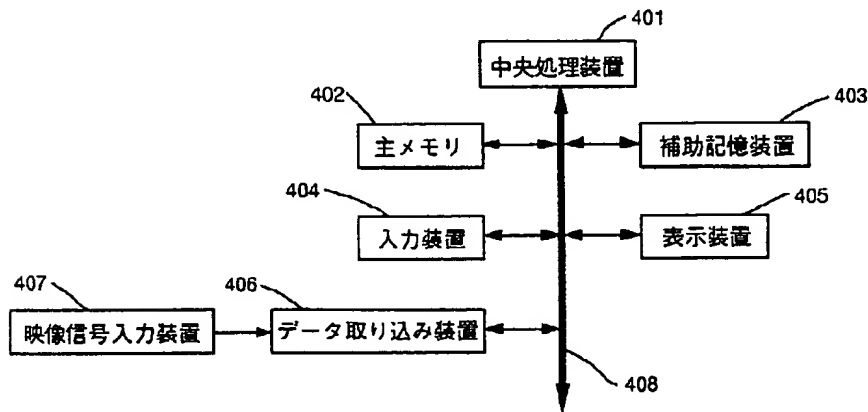 401
中央処理装置
402
主メモリ
403
補助記憶装置
404
入力装置
405
表示装置
407
映像信号入力装置
406
データ取り込み装置
408